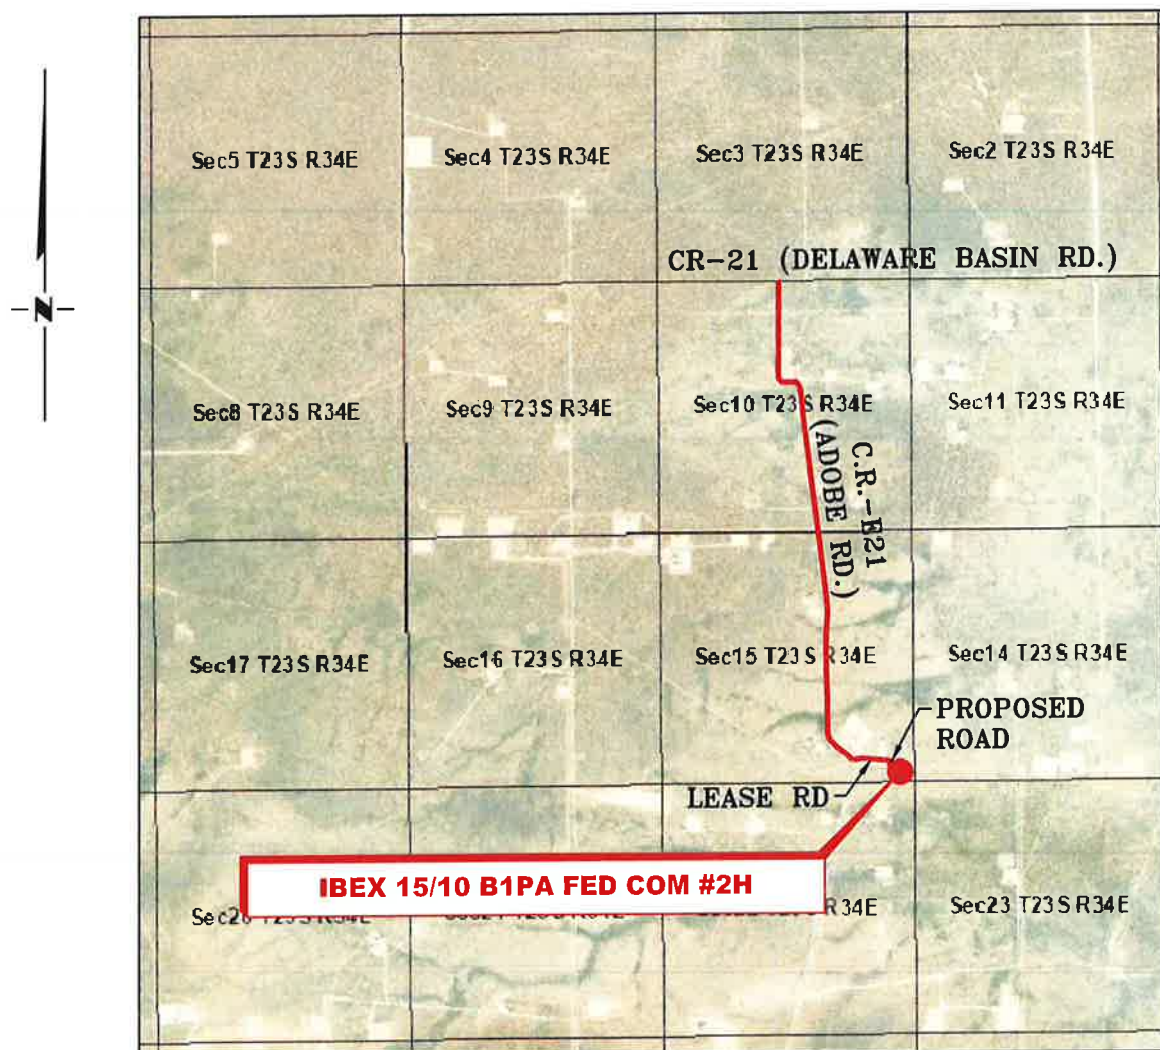 Sec5 T23S R34E
Sec4 T23S R34E
Sec3 T23S R34E
Sec2 T23S R34E
CR-21 (DELAWARE BASIN RD.)
N
Sec8 T23S R34E
Sec9 T23S R34E
Sec10 T23S R34E
Sec11 T23S R34E
C.R.-E21
(ADOBE RD.)
Sec17 T23S R34E
Sec16 T23S R34E
Sec15 T23S R34E
Sec14 T23S R34E
PROPOSED
ROAD
LEASE RD
IBEX 15/10 B1PA FED COM #2H
R34E
Sec23 T23S R34E